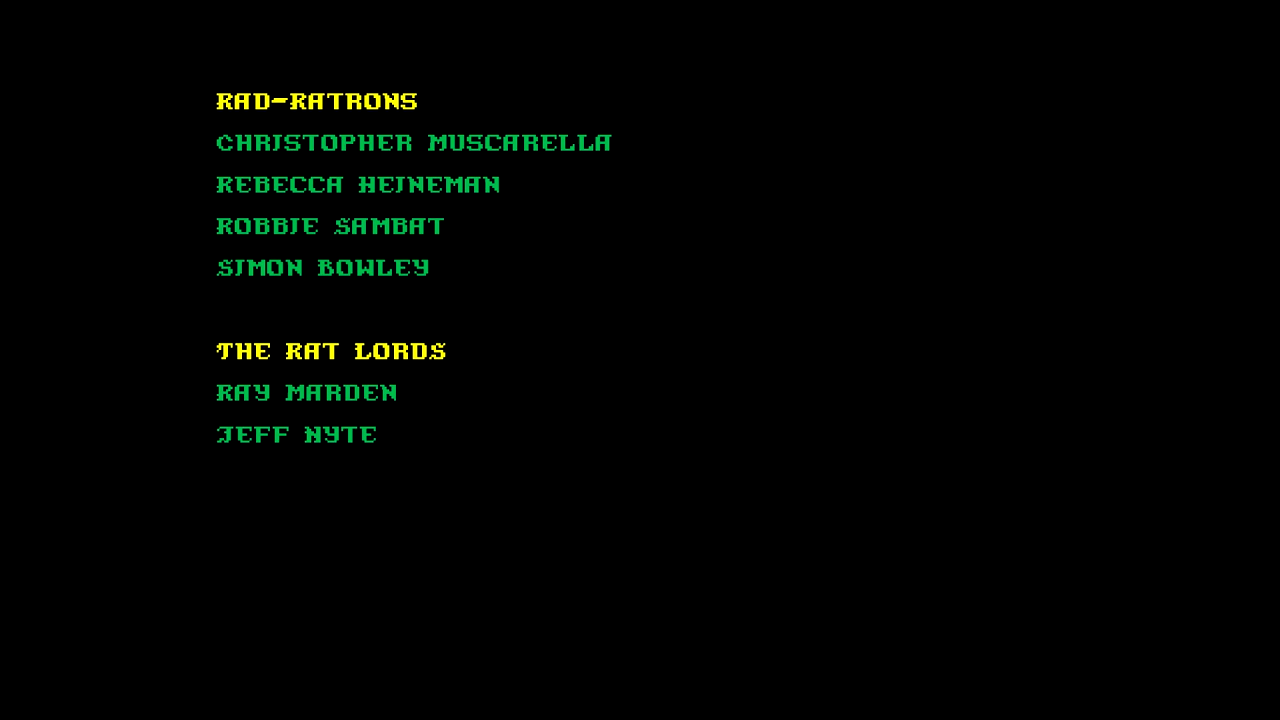 RAD-RATRONS
CHRISTOPHER MUSCARELLA
REBECCA HEINEMAN
ROBBIE SAMBAT
SIMON BOWLEY
THE RAT LORDS
RAY MARDEN
JEFF NYTE